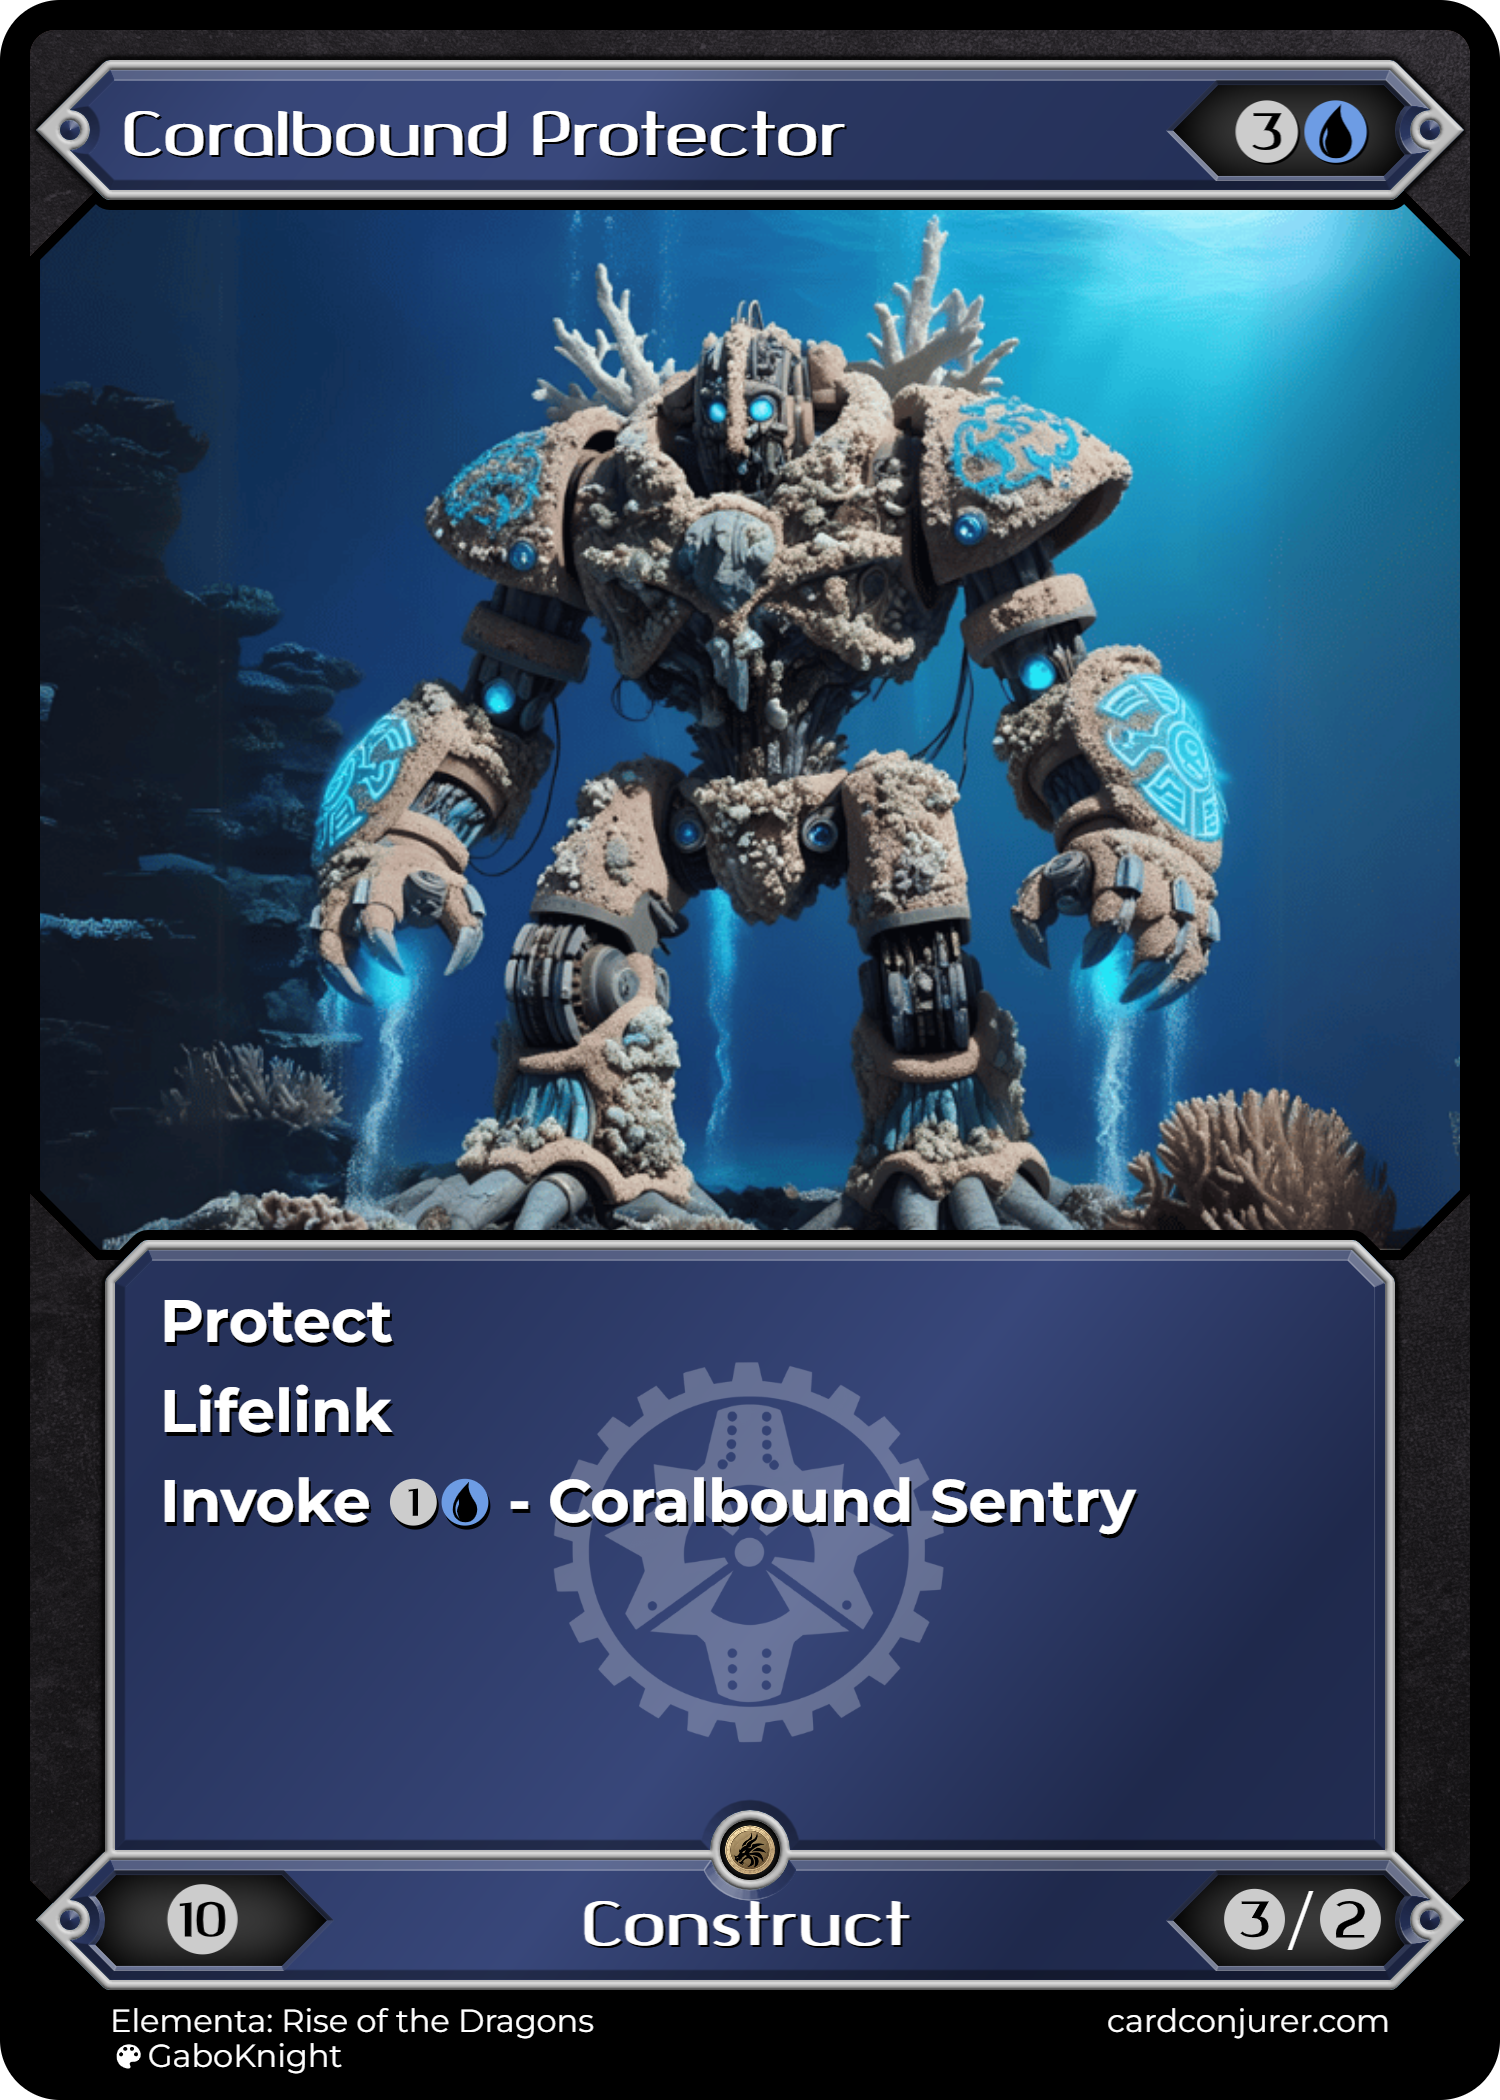 Coralbound Protector
3
Protect
Lifelink
Invoke 1 - Coralbound Sentry
10
Construct
3/2
Elementa: Rise of the Dragons
cardconjurer.com
GaboKnight